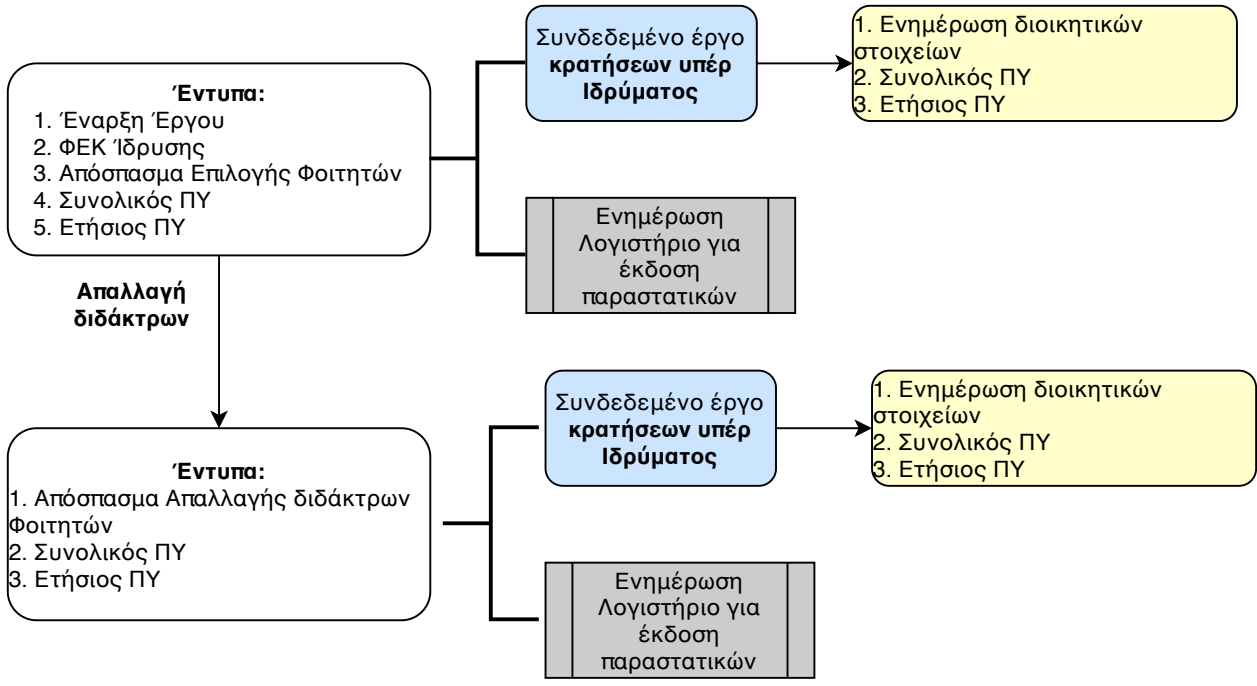 Έντυπα:
1. Έναρξη Έργου
2. ΦΕΚ Ίδρυσης
3. Απόσπασμα Επιλογής Φοιτητών
4. Συνολικός ΠΥ
5. Ετήσιος ΠΥ
Συνδεδεμένο έργο
κρατήσεων υπέρ
Ιδρύματος
1. Ενημέρωση διοικητικών
στοιχείων
2. Συνολικός ΠΥ
3. Ετήσιος ΠΥ
Ενημέρωση
Λογιστήριο για
έκδοση
παραστατικών
Απαλλαγή
διδάκτρων
Έντυπα:
1. Απόσπασμα Απαλλαγής διδάκτρων
Φοιτητών
2. Συνολικός ΠΥ
3. Ετήσιος ΠΥ
Συνδεδεμένο έργο
κρατήσεων υπέρ
Ιδρύματος
1. Ενημέρωση διοικητικών
στοιχείων
2. Συνολικός ΠΥ
3. Ετήσιος ΠΥ
Ενημέρωση
Λογιστήριο για
έκδοση
παραστατικών